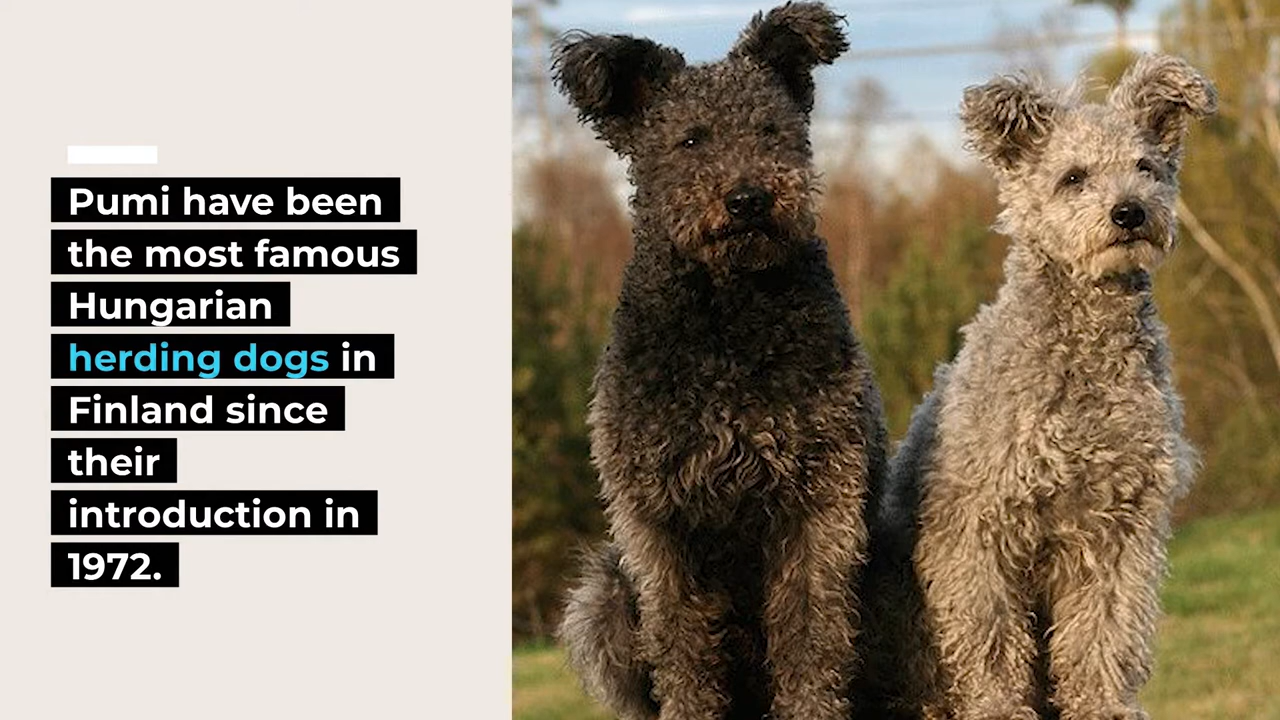 Pumi have been
the most famous
Hungarian
herding dogs in
Finland since
their
introduction in
1972.